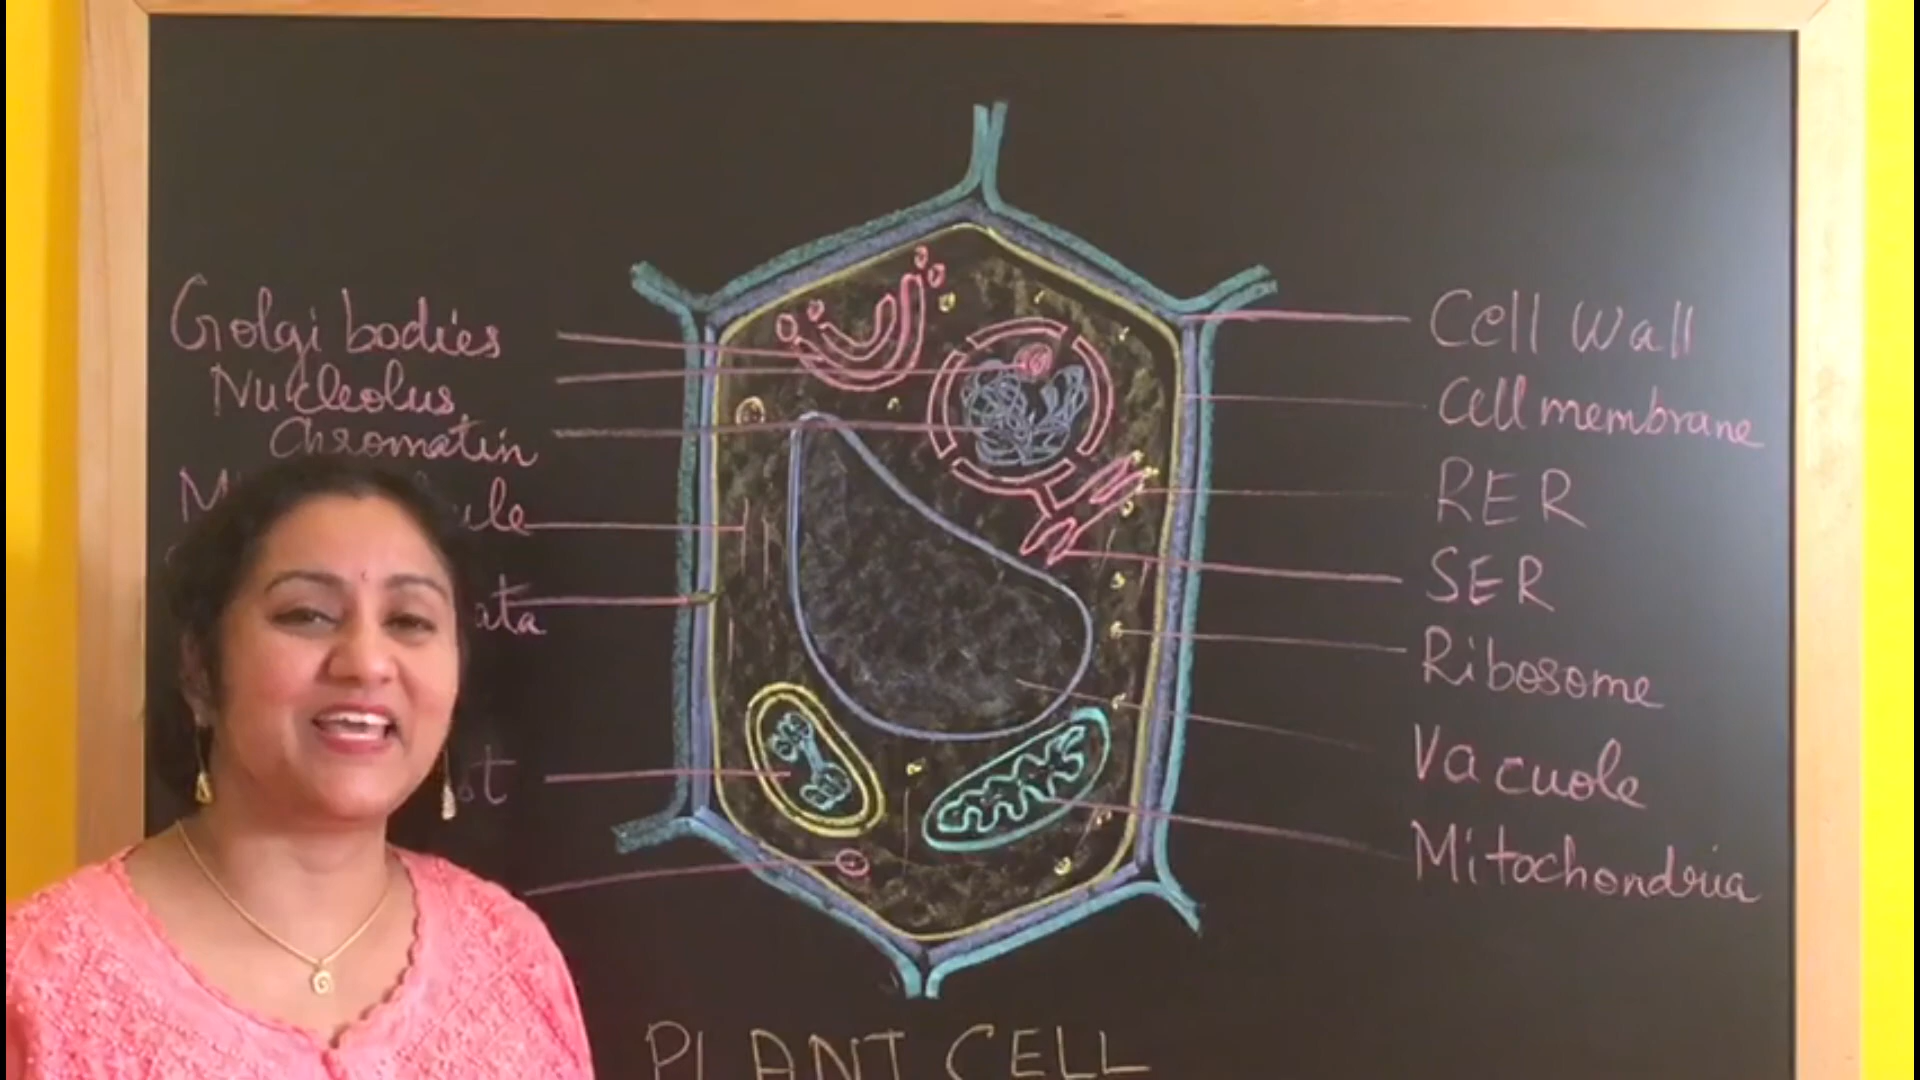 Golgi bodies
Nucleolus
Chromatin
Cell Wall
Cell membrane
RER
SER
Ribosome
Vacuole
Mitochondria
PLANT CELL